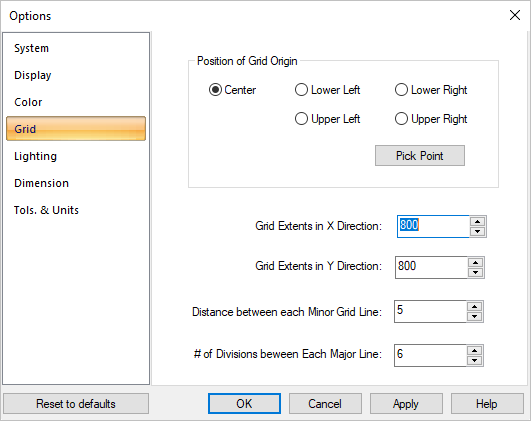 Options
System
Display
Color
Grid
Lighting
Dimension
Tols. & Units
Position of Grid Origin
Center
Lower Left
Lower Right
Upper Left
Upper Right
Pick Point
Grid Extents in X Direction: 800
Grid Extents in Y Direction: 800
Distance between each Minor Grid Line: 5
# of Divisions beween Each Major Line: 6
Reset to defaults
OK
Cancel
Apply
Help